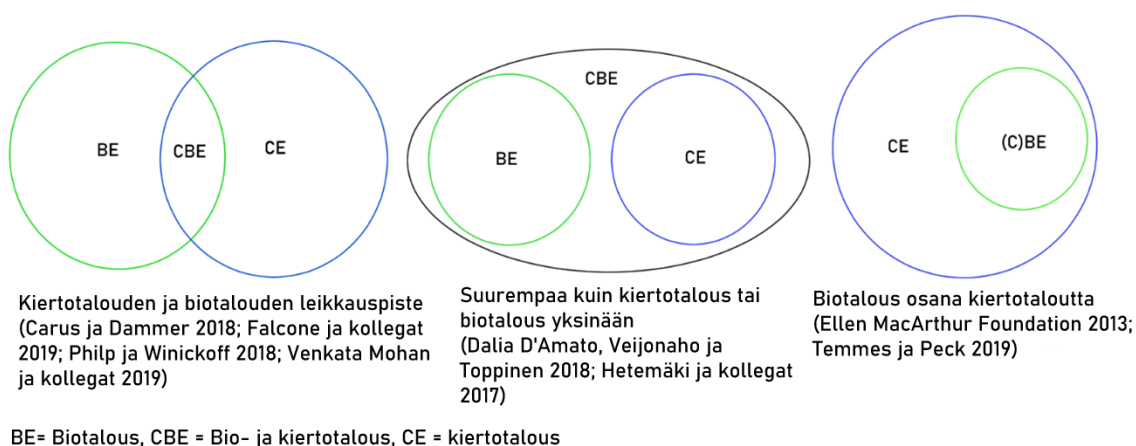 BE
CBE
CE
CBE
BE
CE
CE
(C)BE
Kiertotalouden ja biotalouden leikkauspiste
(Carus ja Dammer 2018; Falcone ja kollegat
2019; Philp ja Winickoff 2018; Venkata Mohan
ja kollegat 2019)
Suurempaa kuin kiertotalous tai
biotalous yksinään
(Dalia D'Amato, Veijonaho ja
Toppinen 2018; Hetemäki ja kollegat
2017)
Biotalous osana kiertotaloutta
(Ellen MacArthur Foundation 2013;
Temmes ja Peck 2019)
BE= Biotalous, CBE = Bio- ja kiertotalous, CE = kiertotalous